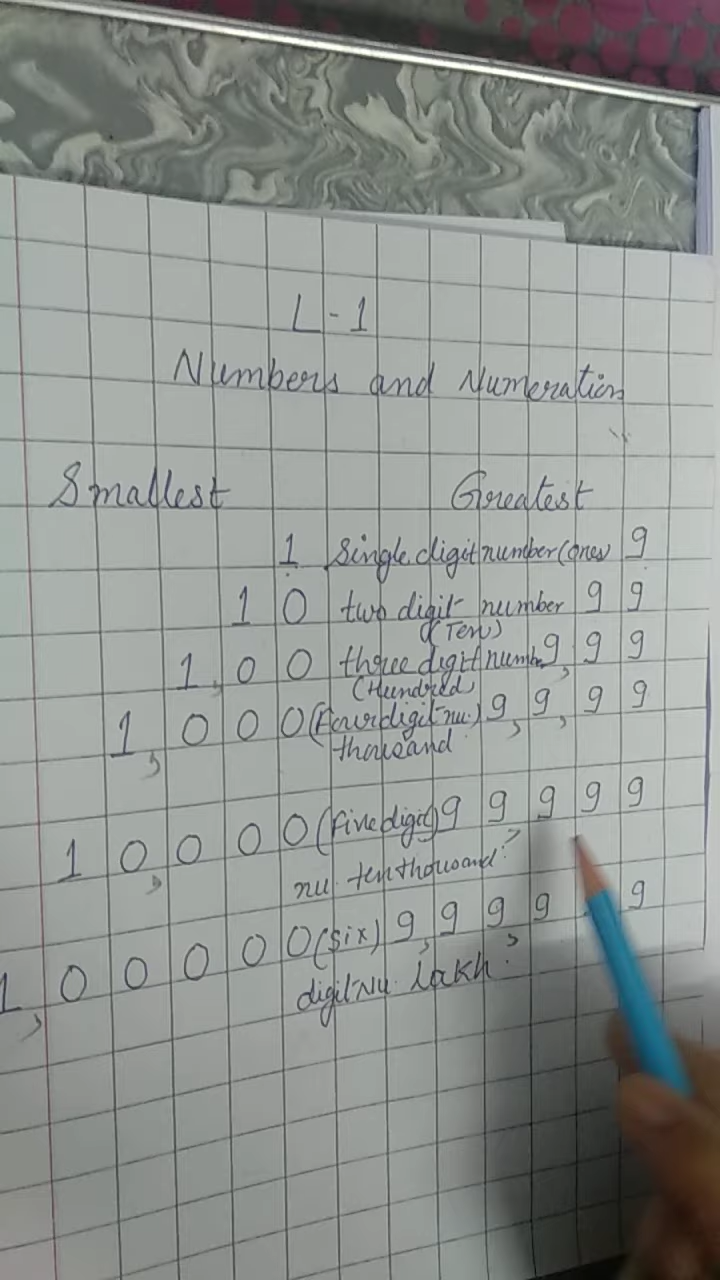 L-1
Numbers and Numeration
Smallest Greatest
1 Single digit number (ones) 9
1 0 two digit number 9 9
(Ten)
1,0 0 three digit numb 9,9 9
(Hundred)
1,0 0 0 (Four digit nu.) 9,9,9 9
thousand
1 0,0 0 0 (five digit) 9 9,9 9 9
nu. ten thousand
1,0 0 0 0 0 (six) 9,9 9,9 9
digit Nu. lakh